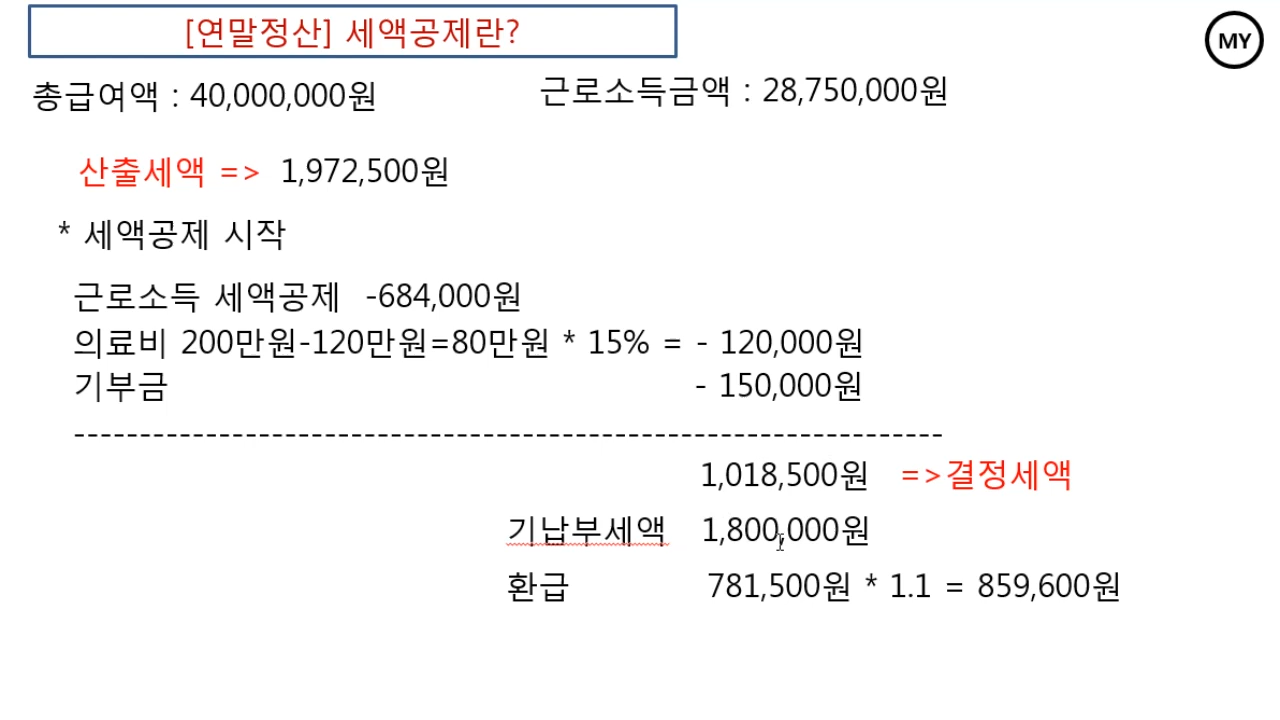 [연말정산] 세액공제란?
MY
총급여액 : 40,000,000원 근로소득금액 : 28,750,000원
산출세액 => 1,972,500원
* 세액공제 시작
근로소득 세액공제 -684,000원
의료비 200만원-120만원=80만원 * 15% = - 120,000원
기부금 - 150,000원
--------------------------------------------------------------------
1,018,500원 =>결정세액
기납부세액 1,800,000원
환급 781,500원 * 1.1 = 859,600원